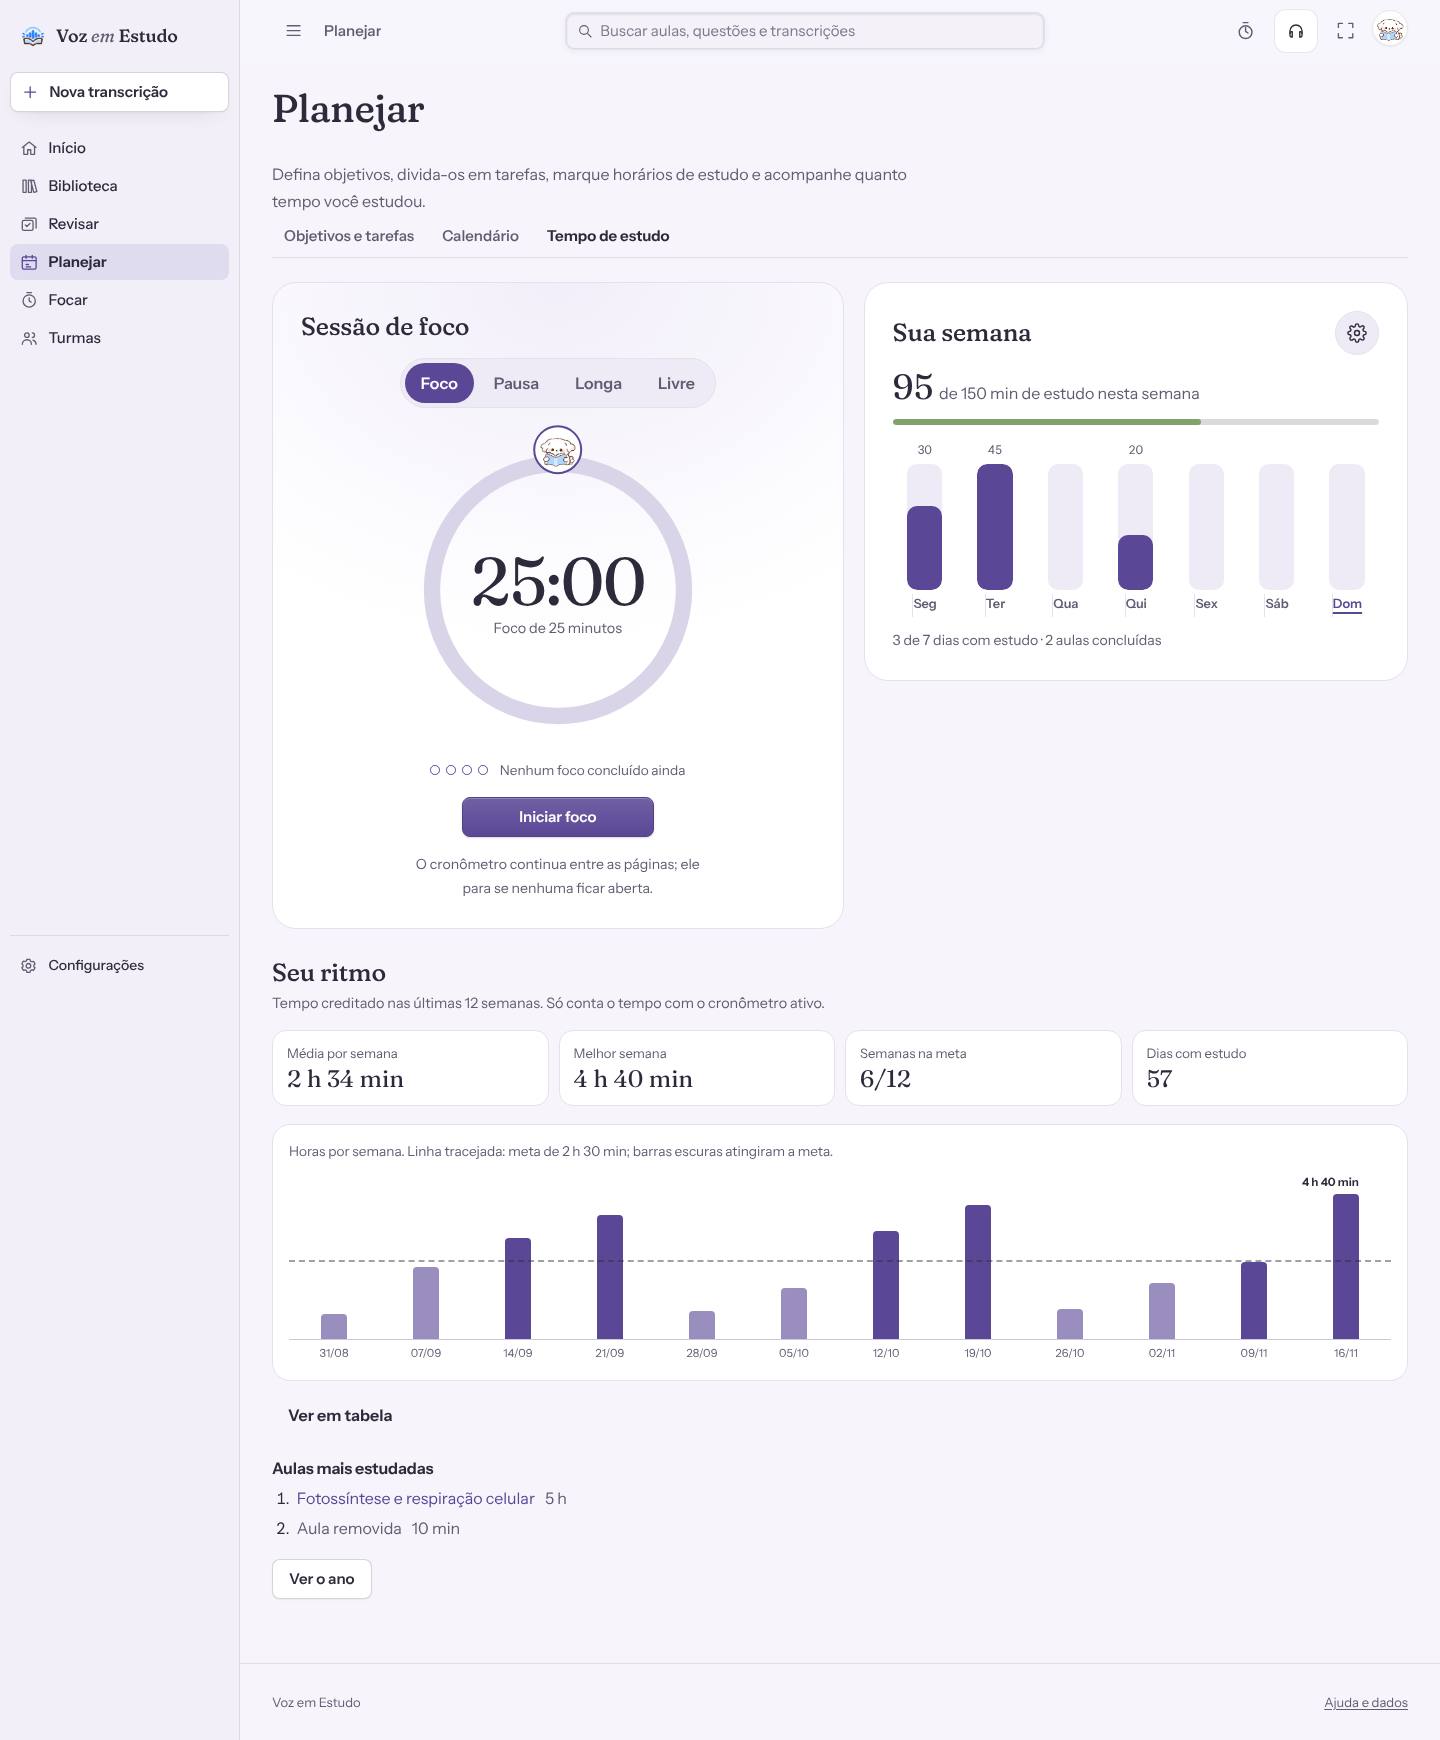 Voz em Estudo
Nova transcrição
Início
Biblioteca
Revisar
Planejar
Focar
Turmas
Configurações
Planejar
Buscar aulas, questões e transcrições
Planejar
Defina objetivos, divida-os em tarefas, marque horários de estudo e acompanhe quanto
tempo você estudou.
Objetivos e tarefas Calendário Tempo de estudo
Sessão de foco
Foco Pausa Longa Livre
25:00
Foco de 25 minutos
Nenhum foco concluído ainda
Iniciar foco
O cronômetro continua entre as páginas; ele
para se nenhuma ficar aberta.
Sua semana
95 de 150 min de estudo nesta semana
30 45 20
Seg Ter Qua Qui Sex Sáb Dom
3 de 7 dias com estudo · 2 aulas concluídas
Seu ritmo
Tempo creditado nas últimas 12 semanas. Só conta o tempo com o cronômetro ativo.
Média por semana
2 h 34 min
Melhor semana
4 h 40 min
Semanas na meta
6/12
Dias com estudo
57
Horas por semana. Linha tracejada: meta de 2 h 30 min; barras escuras atingiram a meta.
4 h 40 min
31/08 07/09 14/09 21/09 28/09 05/10 12/10 19/10 26/10 02/11 09/11 16/11
Ver em tabela
Aulas mais estudadas
1. Fotossíntese e respiração celular 5 h
2. Aula removida 10 min
Ver o ano
Voz em Estudo
Ajuda e dados